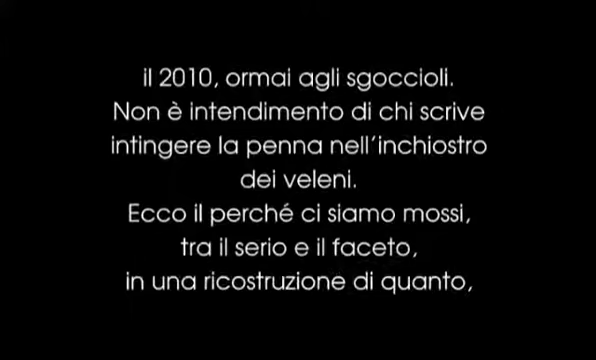 il 2010, ormai agli sgoccioli.
Non è intendimento di chi scrive
intingere la penna nell'inchiostro
dei veleni.
Ecco il perché ci siamo mossi,
tra il serio e il faceto,
in una ricostruzione di quanto,